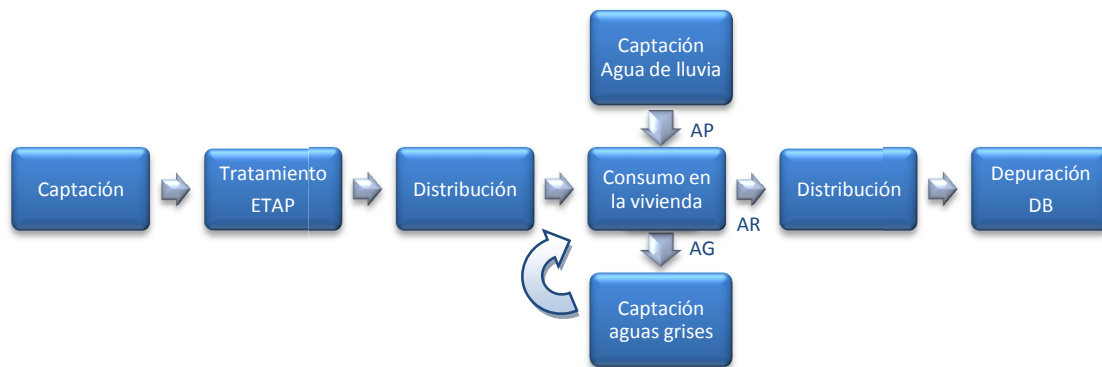 Captación
Agua de lluvia
AP
Captación
Tratamiento
ETAP
Distribución
Consumo en
la vivienda
AR
Distribución
Depuración
DB
AG
Captación
aguas grises